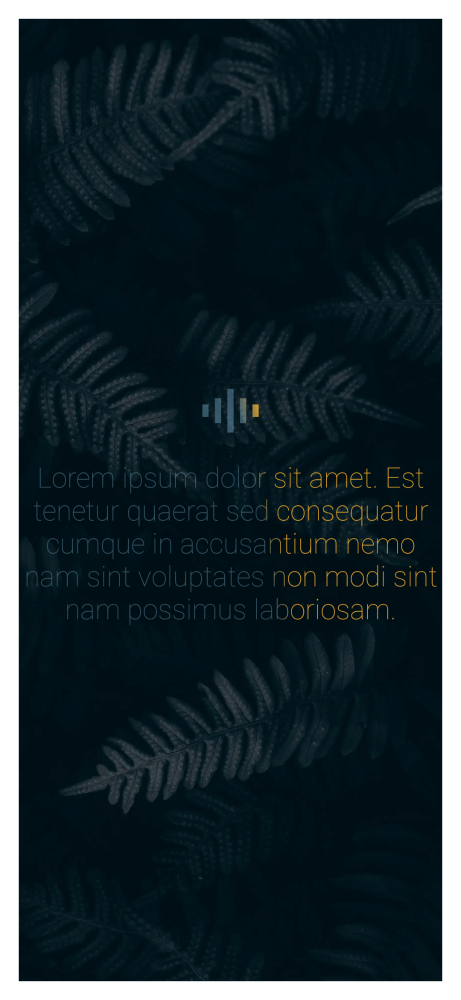 Lorem ipsum dolor sit amet. Est
tenetur quaerat sed consequatur
cumque in accusantium nemo
nam sint voluptates non modi sint
nam possimus laboriosam.